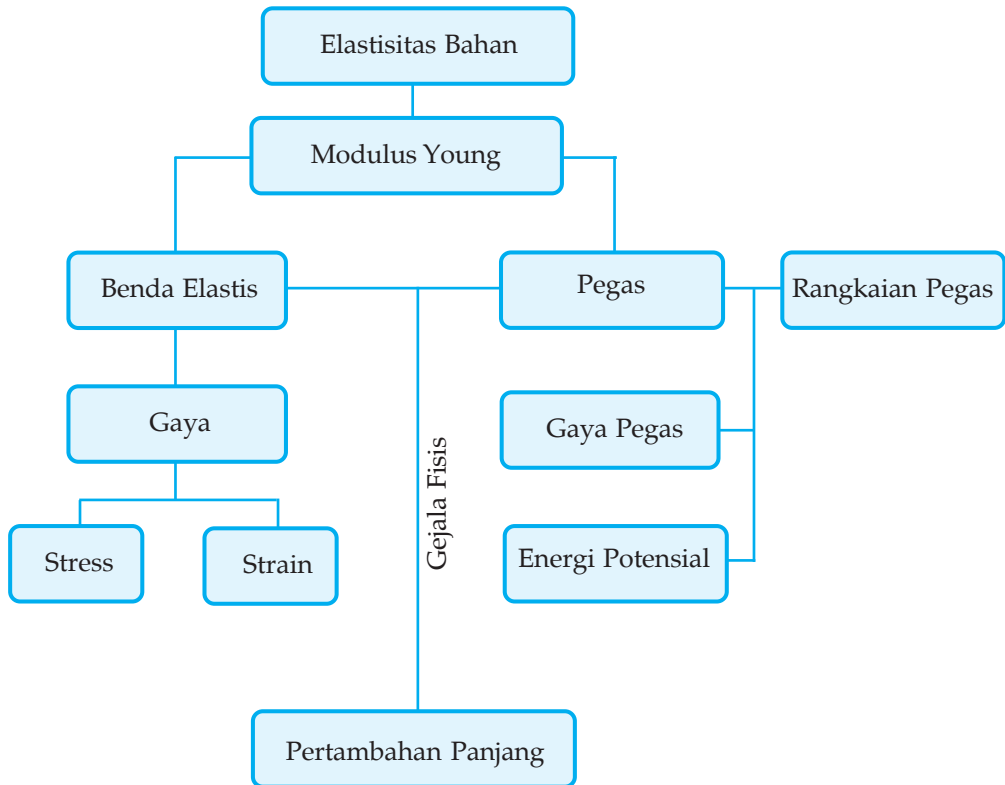 Elastisitas Bahan
Modulus Young
Benda Elastis
Pegas
Rangkaian Pegas
Gaya
Gaya Pegas
Gejala Fisis
Stress
Strain
Energi Potensial
Pertambahan Panjang